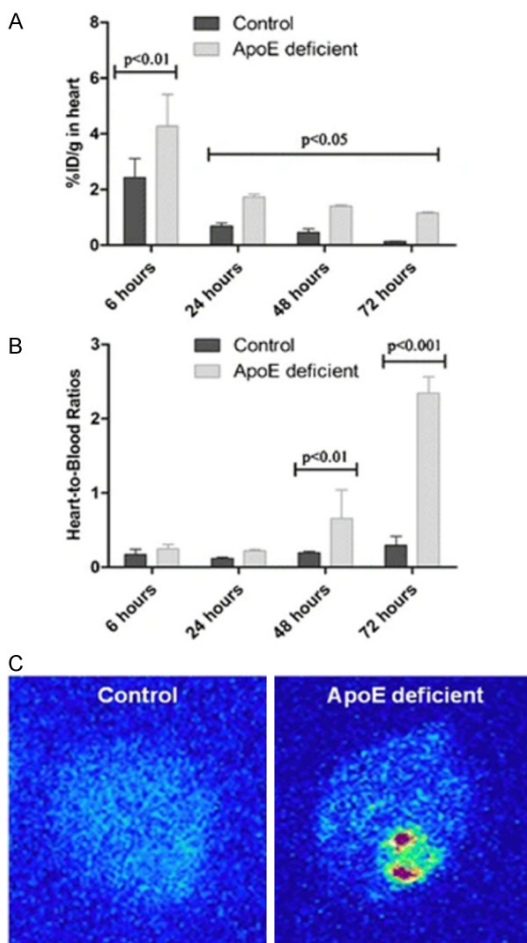 A
Control
ApoE deficient
%ID/g in heart
8
6
4
2
0
p<0.01
p<0.05
6 hours
24 hours
48 hours
72 hours
B
Control
ApoE deficient
Heart-to-Blood Ratios
3
2
1
0
p<0.01
p<0.001
6 hours
24 hours
48 hours
72 hours
C
Control
ApoE deficient